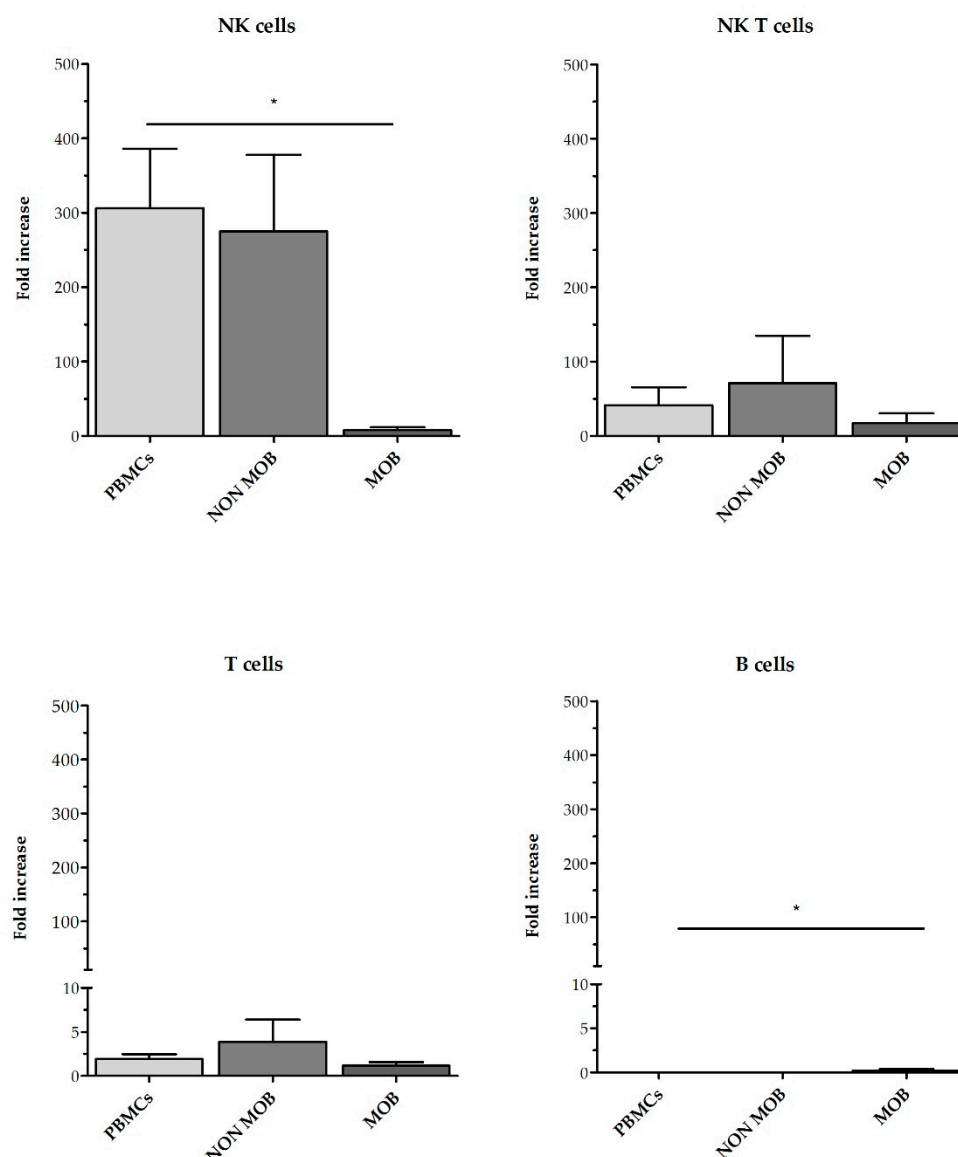 NK cells
Fold increase
500
400
300
200
100
0
*
PBMCs
NON MOB
MOB
NK T cells
Fold increase
500
400
300
200
100
0
PBMCs
NON MOB
MOB
T cells
Fold increase
500
400
300
200
100
10
5
0
PBMCs
NON MOB
MOB
B cells
Fold increase
500
400
300
200
100
10
5
0
*
PBMCs
NON MOB
MOB